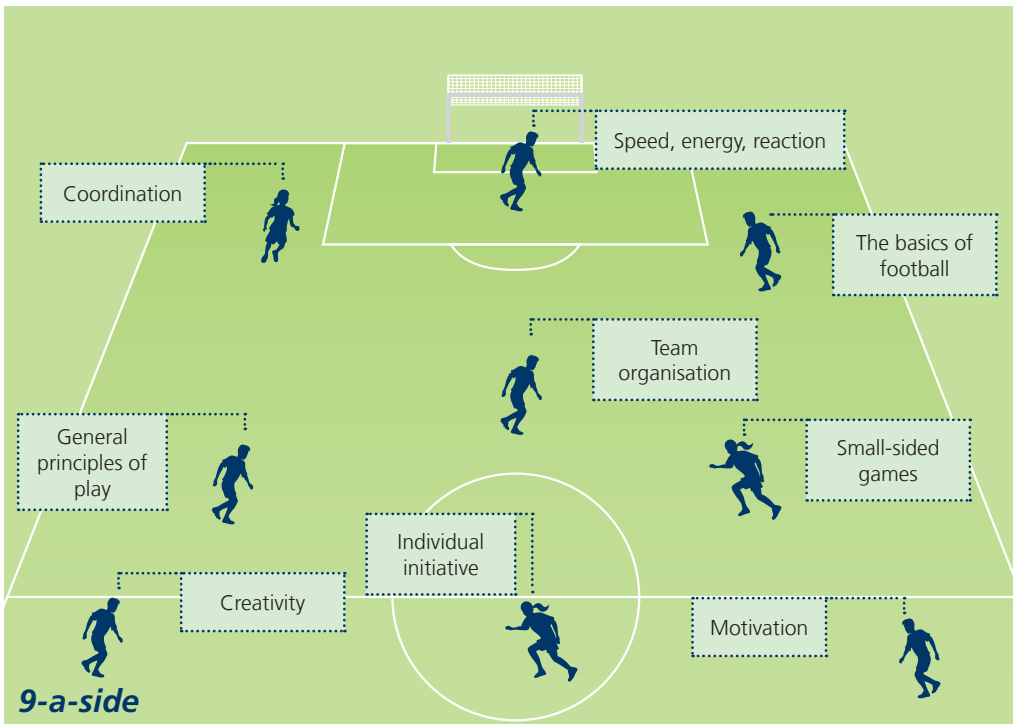 Speed, energy, reaction
Coordination
The basics of
football
Team
organisation
General
principles of
play
Small-sided
games
Individual
initiative
Creativity
Motivation
9-a-side